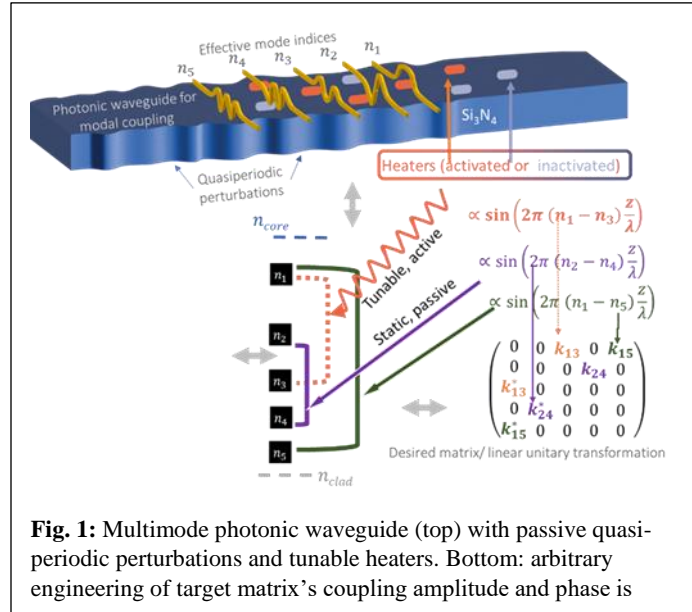 Effective mode indices
n₅ n₄ n₃ n₂ n₁
Photonic waveguide for
modal coupling
Si₃N₄
Quasiperiodic
perturbations
Heaters (activated or inactivated)
n_core
n₁
n₂
n₃
n₄
n₅
n_clad
Tunable, active
Static, passive
∝ sin(2π (n₁ − n₃) z/λ)
∝ sin(2π (n₂ − n₄) z/λ)
∝ sin(2π (n₁ − n₅) z/λ)
0 0 k₁₃ 0 k₁₅
0 0 0 k₂₄ 0
k*₁₃ 0 0 0 0
0 k*₂₄ 0 0 0
k*₁₅ 0 0 0 0
Desired matrix/ linear unitary transformation
Fig. 1: Multimode photonic waveguide (top) with passive quasi-
periodic perturbations and tunable heaters. Bottom: arbitrary
engineering of target matrix's coupling amplitude and phase is